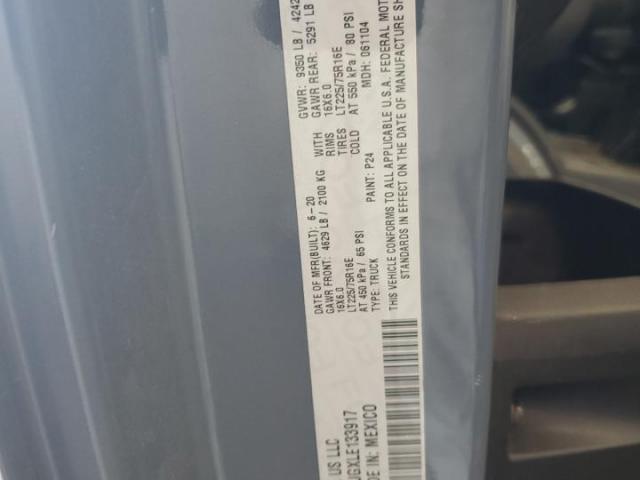 DATE OF MFR(BUILT): 6-20 GVWR: 9350 LB / 4242
GAWR FRONT: 4629 LB / 2100 KG WITH GAWR REAR: 5291 LB
16X6.0 RIMS 16X6.0
LT225/75R16E TIRES LT225/75R16E
AT 450 kPa / 65 PSI COLD AT 550 kPa / 80 PSI
TYPE: TRUCK PAINT: P24 MDH: 061104
THIS VEHICLE CONFORMS TO ALL APPLICABLE U.S.A. FEDERAL MOT
STANDARDS IN EFFECT ON THE DATE OF MANUFACTURE SH
US LLC
UGXLE133917
DE IN: MEXICO